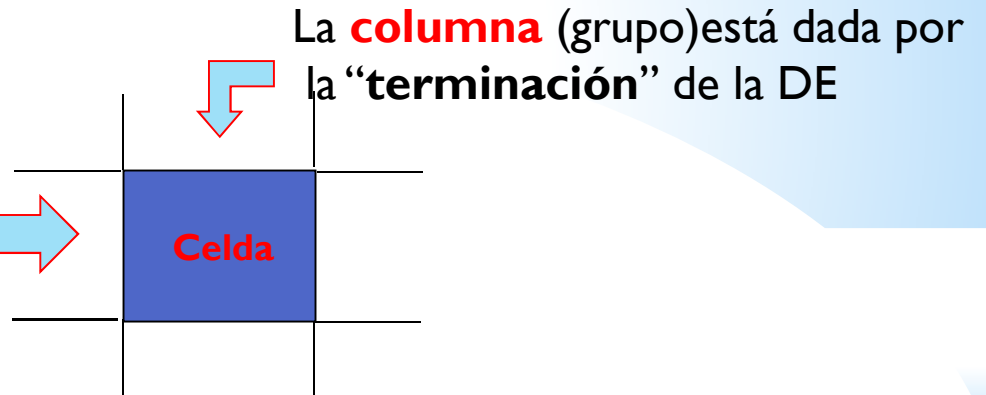 La columna (grupo)está dada por
la “terminación” de la DE
Celda